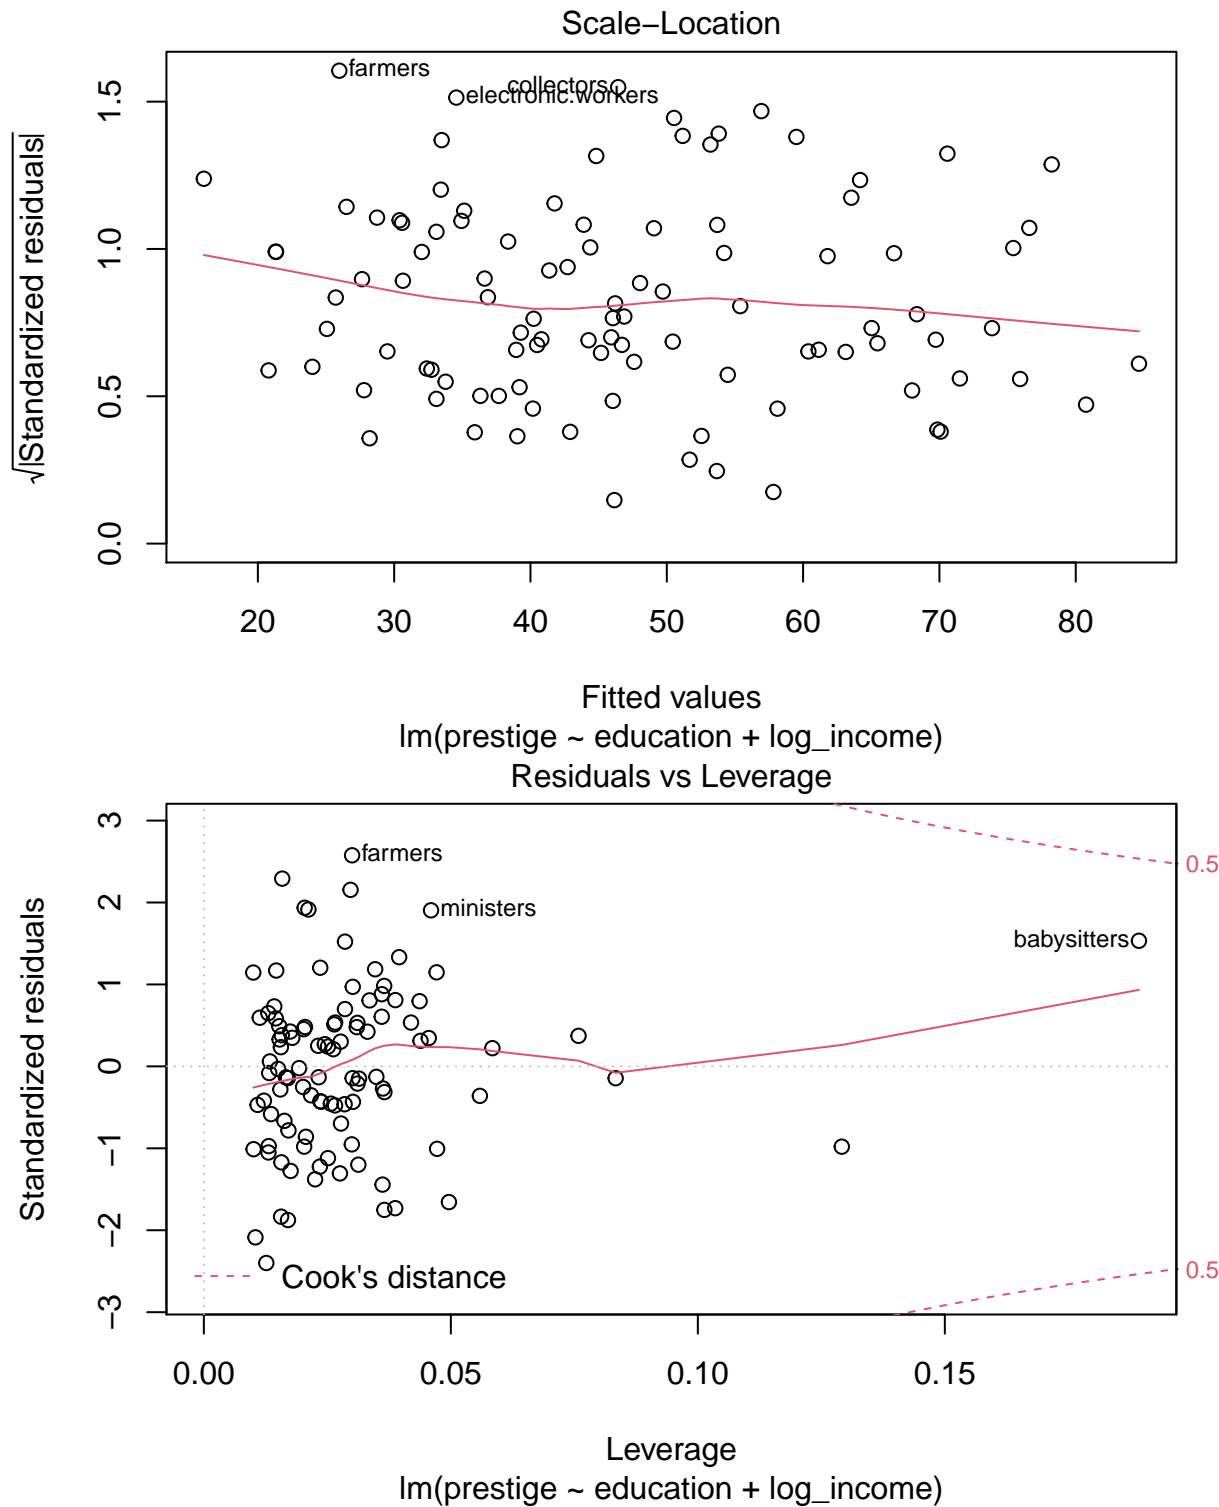 Scale−Location
farmers
collectors
electronic.workers
√|Standardized residuals|
1.5
1.0
0.5
0.0
20 30 40 50 60 70 80
Fitted values
lm(prestige ~ education + log_income)
Residuals vs Leverage
farmers
ministers
babysitters
0.5
0.5
Standardized residuals
3
2
1
0
−1
−2
−3
Cook's distance
0.00 0.05 0.10 0.15
Leverage
lm(prestige ~ education + log_income)